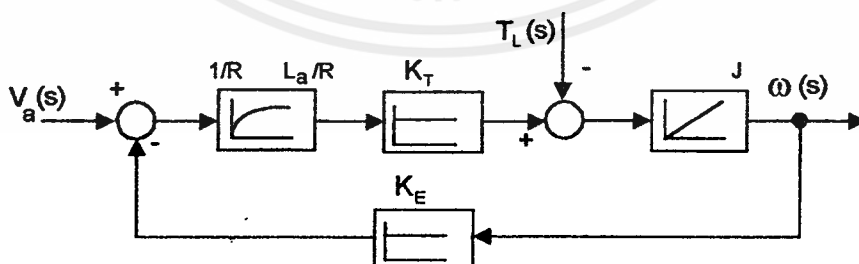 T_L(s)
-
1/R L_a/R K_T J ω(s)
V_a(s) + - +
K_E